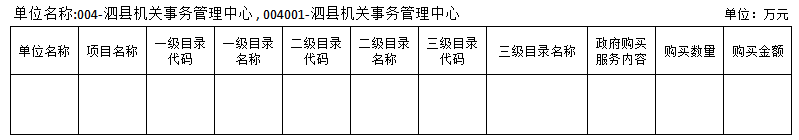 单位名称:004-泗县机关事务管理中心 , 004001-泗县机关事务管理中心 单位：万元
单位名称 项目名称 一级目录代码 一级目录名称 二级目录代码 二级目录名称 三级目录代码 三级目录名称 政府购买服务内容 购买数量 购买金额